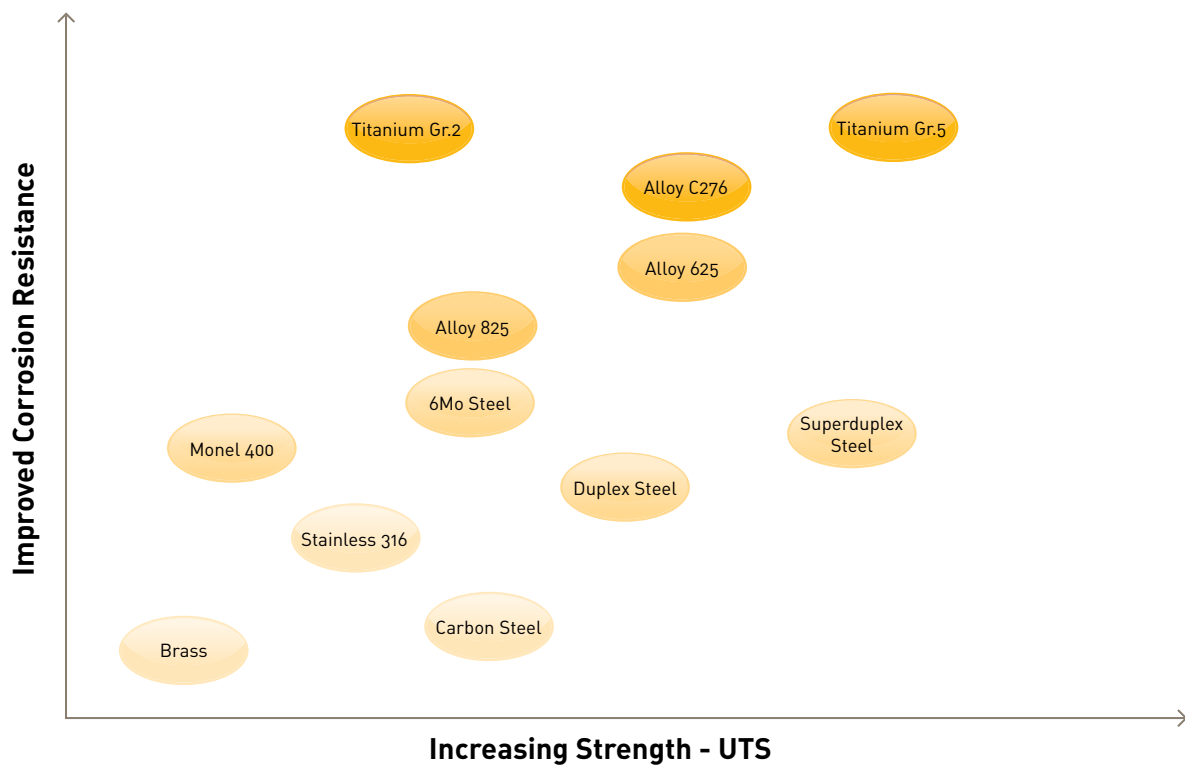 Improved Corrosion Resistance
Titanium Gr.2
Titanium Gr.5
Alloy C276
Alloy 625
Alloy 825
6Mo Steel
Monel 400
Superduplex
Steel
Duplex Steel
Stainless 316
Carbon Steel
Brass
Increasing Strength - UTS